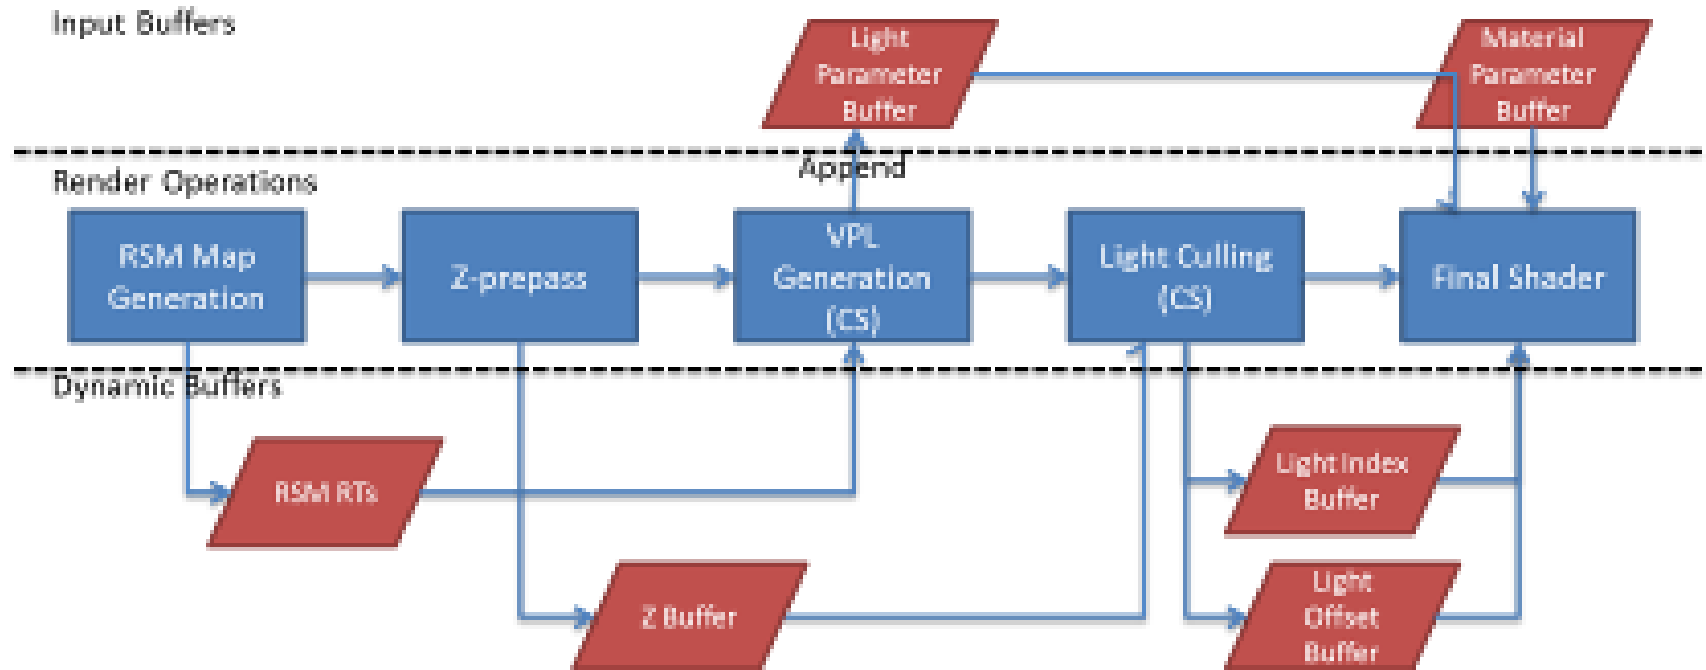 Input Buffers
Light
Parameter
Buffer
Material
Parameter
Buffer
Append
Render Operations
RSM Map
Generation
Z-prepass
VPL
Generation
(CS)
Light Culling
(CS)
Final Shader
Dynamic Buffers
RSM RTs
Light Index
Buffer
Z Buffer
Light
Offset
Buffer